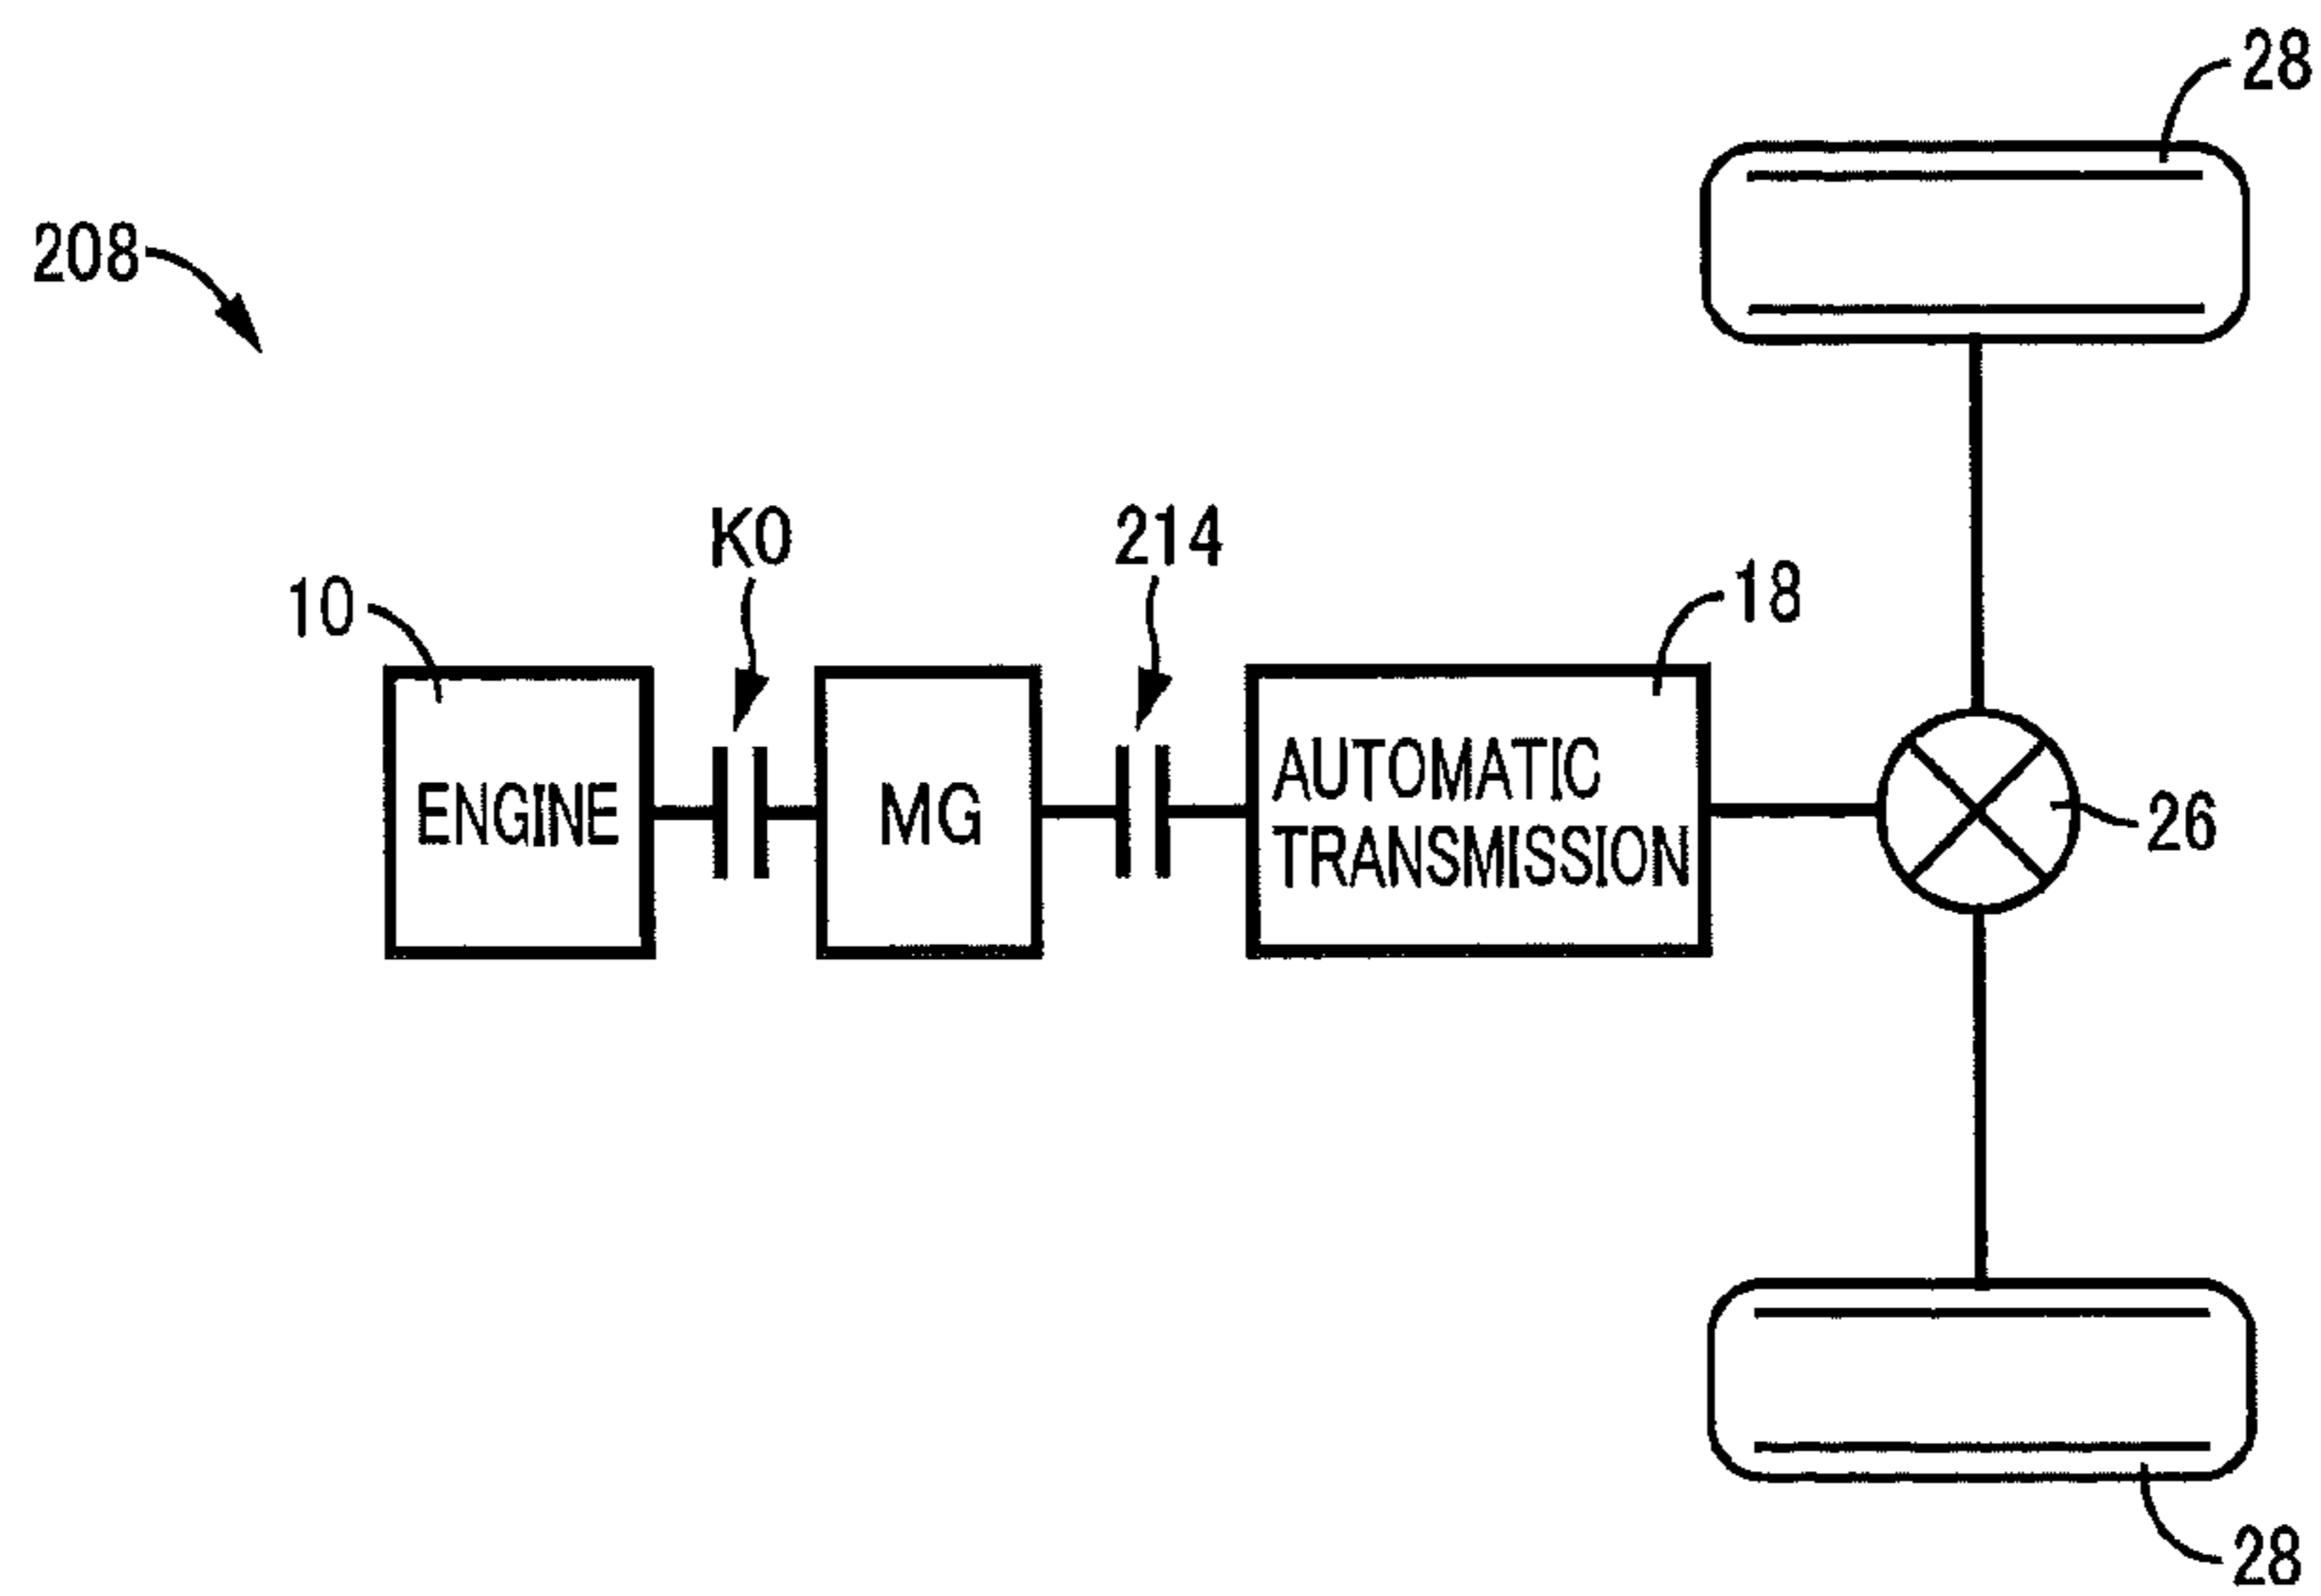 28
208
K0
214
10
18
ENGINE
MG
AUTOMATIC
TRANSMISSION
26
28